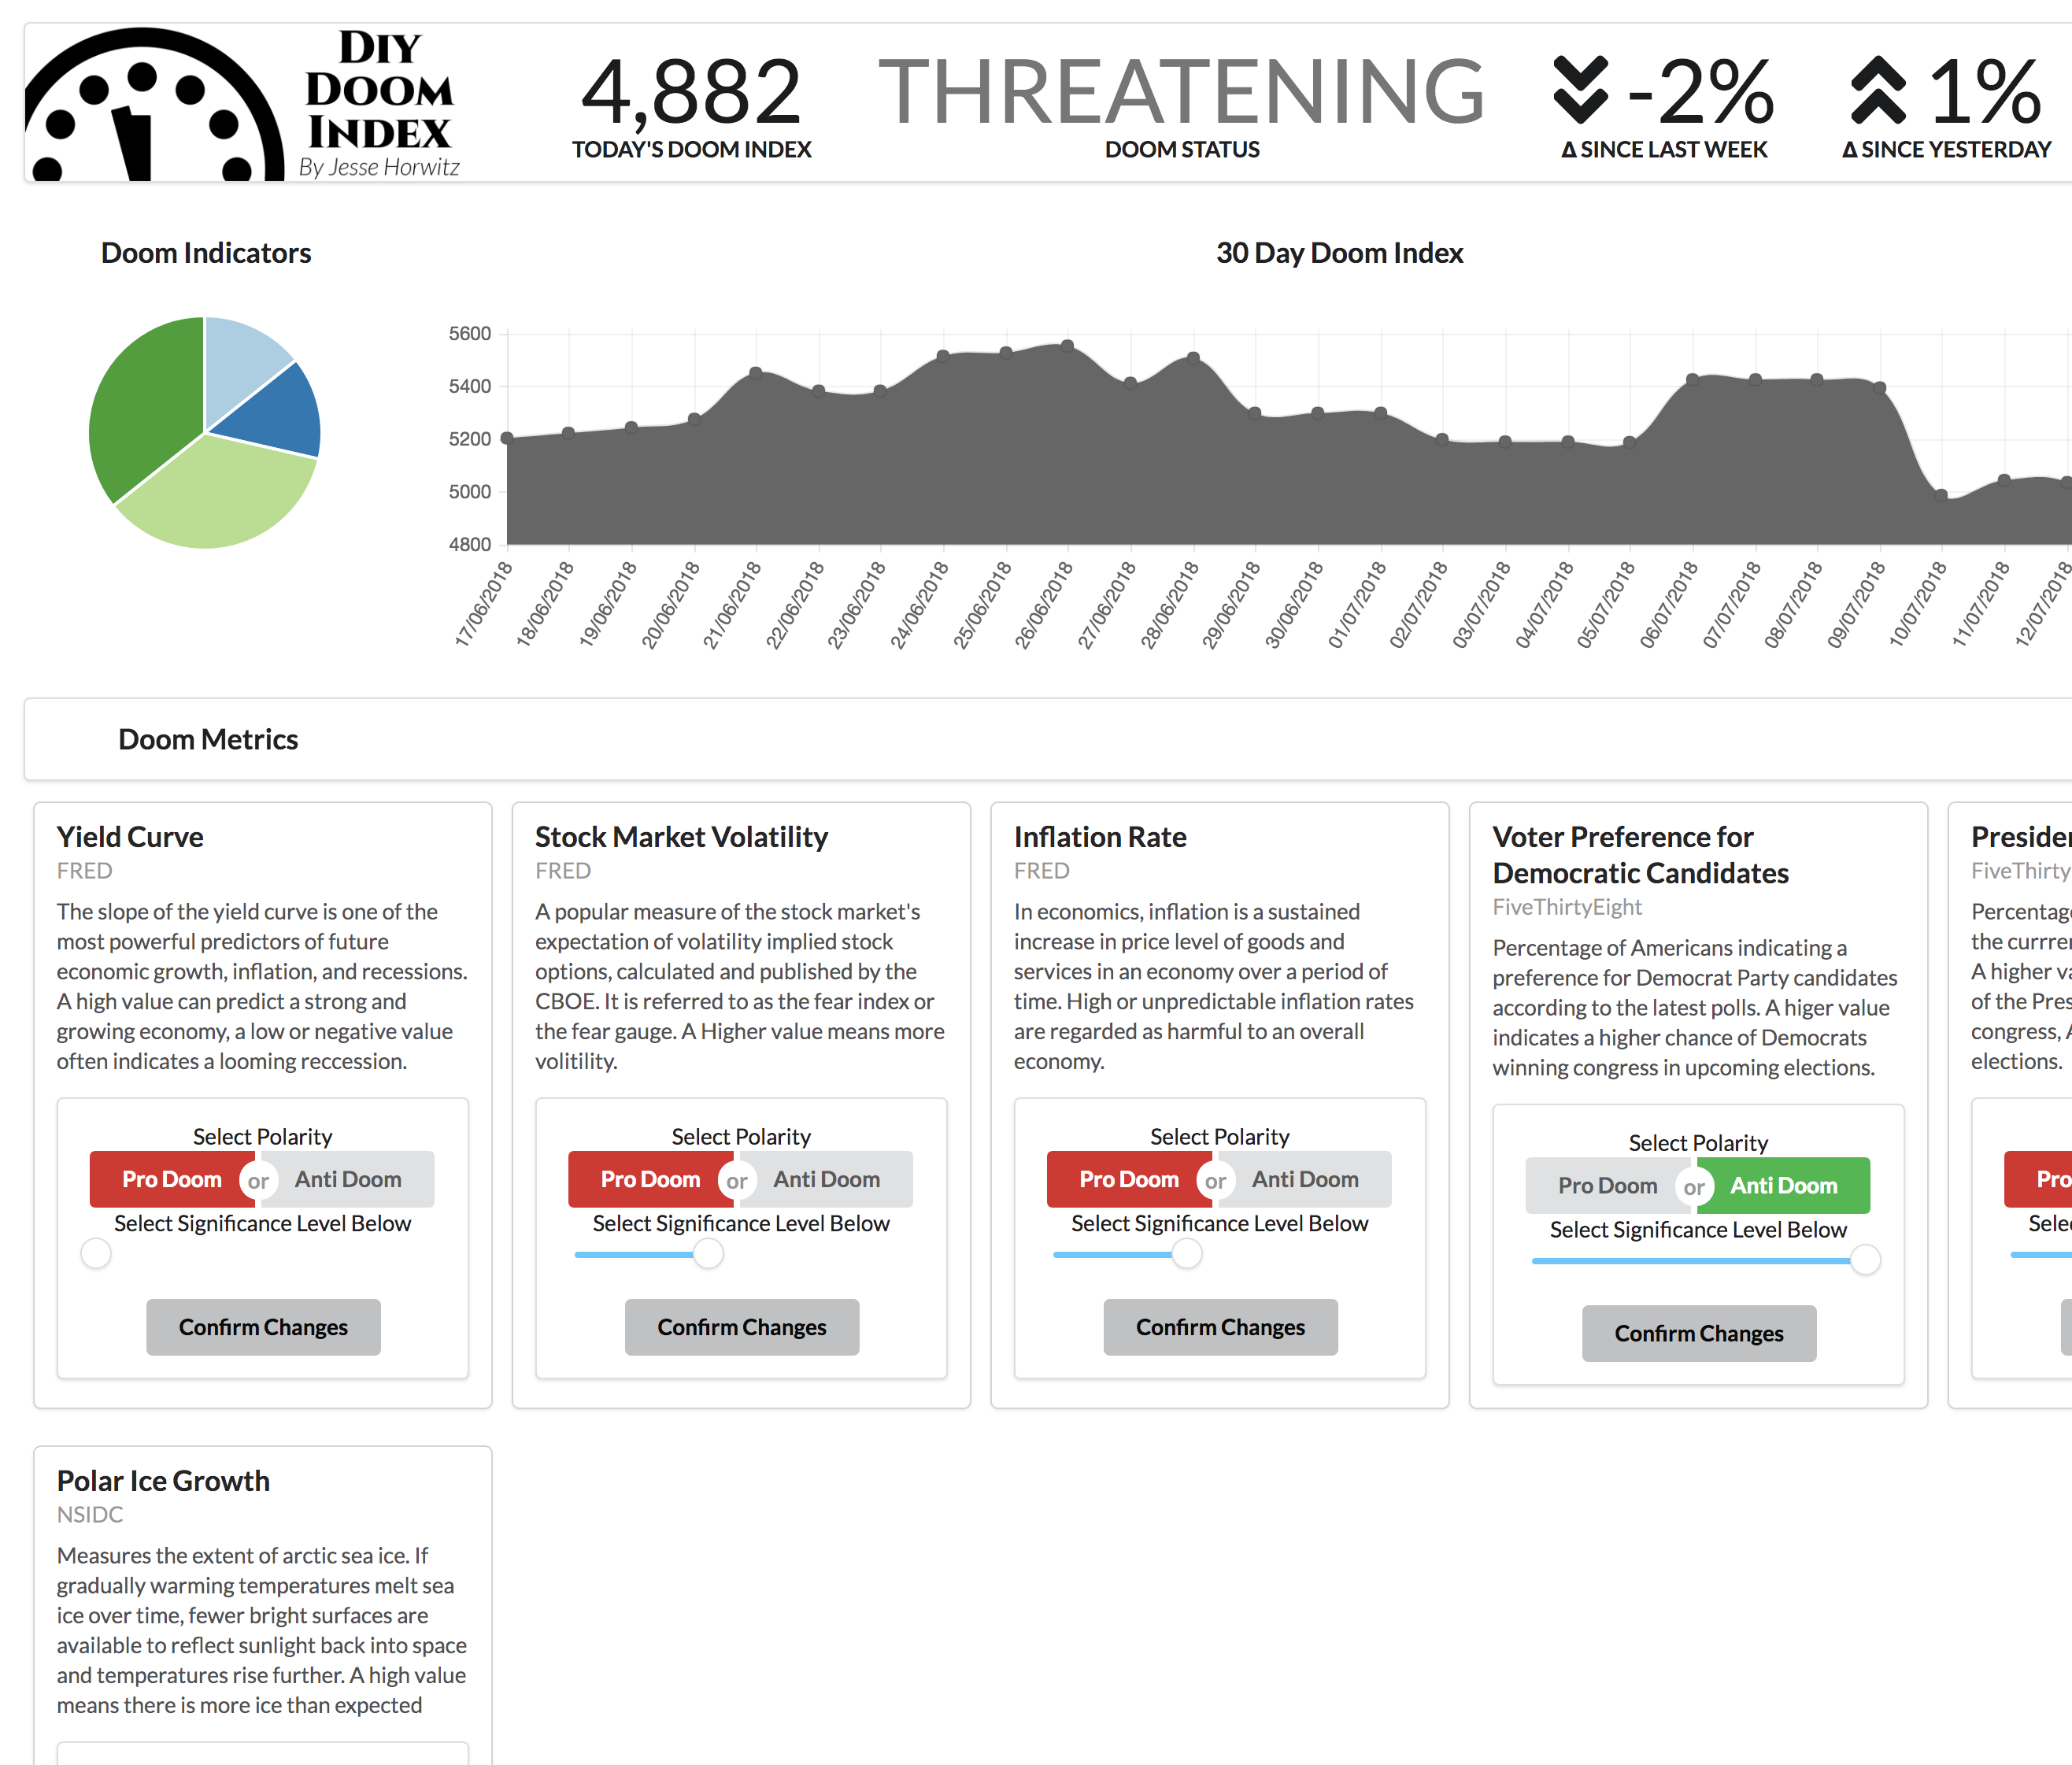 DIY
DOOM
INDEX
By Jesse Horwitz
4,882
TODAY'S DOOM INDEX
THREATENING
DOOM STATUS
-2%
Δ SINCE LAST WEEK
1%
Δ SINCE YESTERDAY
Doom Indicators
30 Day Doom Index
5600
5400
5200
5000
4800
17/06/2018
18/06/2018
19/06/2018
20/06/2018
21/06/2018
22/06/2018
23/06/2018
24/06/2018
25/06/2018
26/06/2018
27/06/2018
28/06/2018
29/06/2018
30/06/2018
01/07/2018
02/07/2018
03/07/2018
04/07/2018
05/07/2018
06/07/2018
07/07/2018
08/07/2018
09/07/2018
10/07/2018
11/07/2018
12/07/2018
Doom Metrics
Yield Curve
FRED
The slope of the yield curve is one of the
most powerful predictors of future
economic growth, inflation, and recessions.
A high value can predict a strong and
growing economy, a low or negative value
often indicates a looming reccession.
Select Polarity
Pro Doom or Anti Doom
Select Significance Level Below
Confirm Changes
Stock Market Volatility
FRED
A popular measure of the stock market's
expectation of volatility implied stock
options, calculated and published by the
CBOE. It is referred to as the fear index or
the fear gauge. A Higher value means more
volitility.
Select Polarity
Pro Doom or Anti Doom
Select Significance Level Below
Confirm Changes
Inflation Rate
FRED
In economics, inflation is a sustained
increase in price level of goods and
services in an economy over a period of
time. High or unpredictable inflation rates
are regarded as harmful to an overall
economy.
Select Polarity
Pro Doom or Anti Doom
Select Significance Level Below
Confirm Changes
Voter Preference for
Democratic Candidates
FiveThirtyEight
Percentage of Americans indicating a
preference for Democrat Party candidates
according to the latest polls. A higer value
indicates a higher chance of Democrats
winning congress in upcoming elections.
Select Polarity
Pro Doom or Anti Doom
Select Significance Level Below
Confirm Changes
Presiden
FiveThirty
Percentag
the currren
A higher va
of the Pres
congress, A
elections.
Pro
Sele
Polar Ice Growth
NSIDC
Measures the extent of arctic sea ice. If
gradually warming temperatures melt sea
ice over time, fewer bright surfaces are
available to reflect sunlight back into space
and temperatures rise further. A high value
means there is more ice than expected